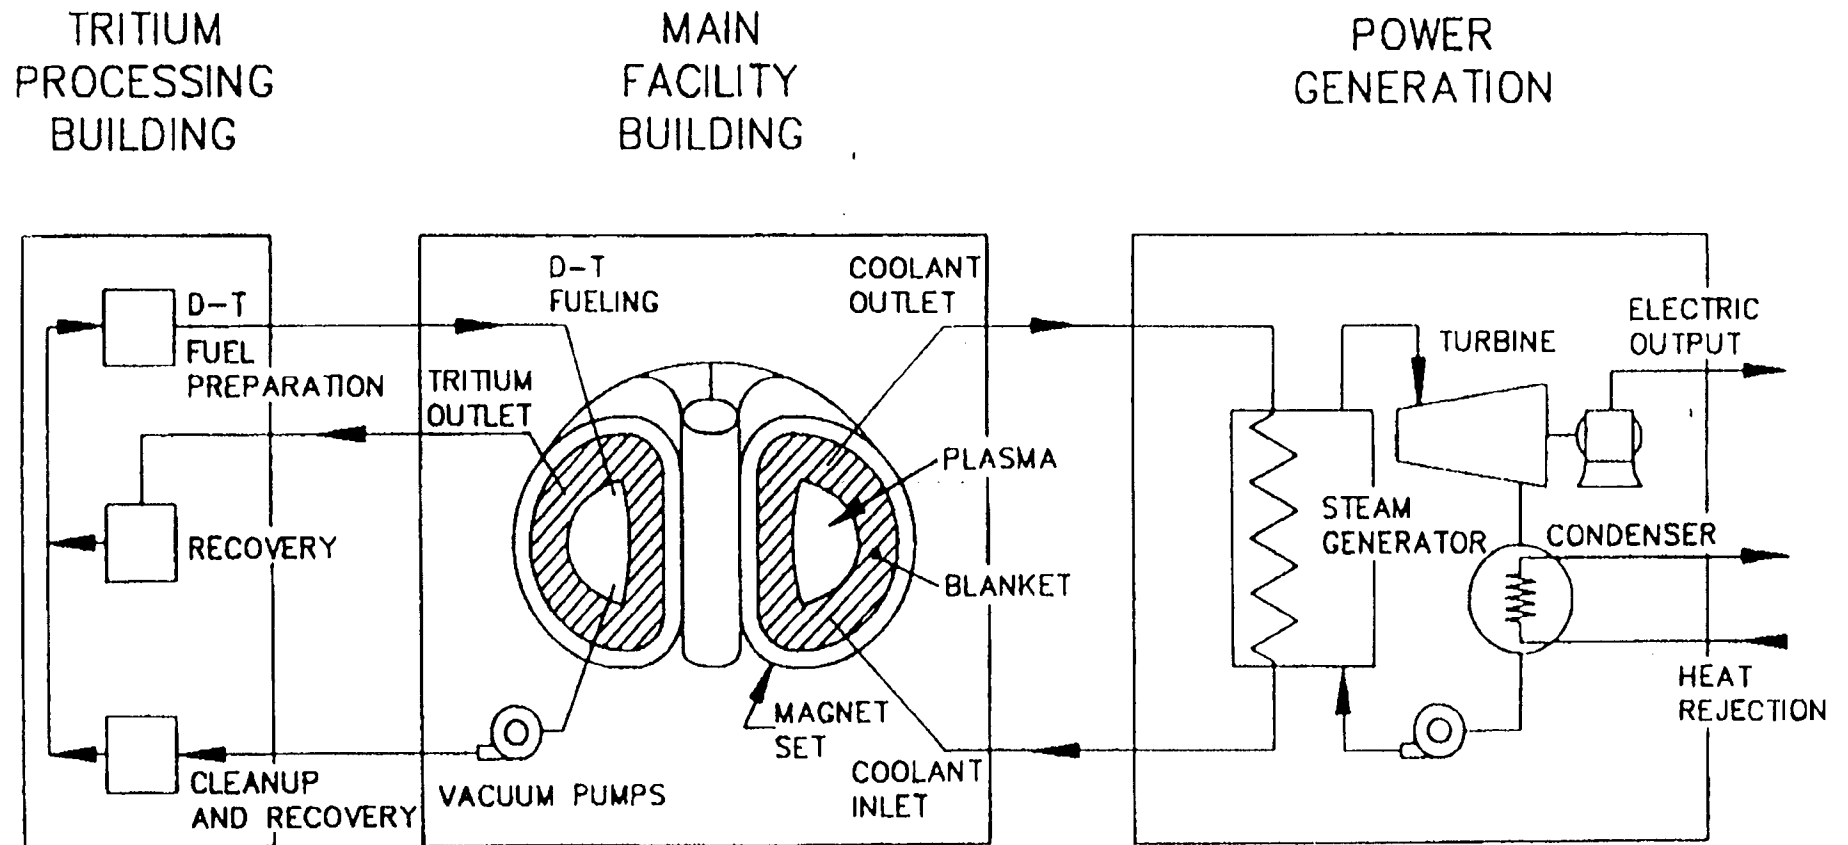 TRITIUM
PROCESSING
BUILDING
MAIN
FACILITY
BUILDING
POWER
GENERATION
D-T
FUEL
PREPARATION
RECOVERY
CLEANUP
AND RECOVERY
D-T
FUELING
TRITIUM
OUTLET
VACUUM PUMPS
COOLANT
OUTLET
PLASMA
BLANKET
MAGNET
SET
COOLANT
INLET
TURBINE
ELECTRIC
OUTPUT
STEAM
GENERATOR
CONDENSER
HEAT
REJECTION